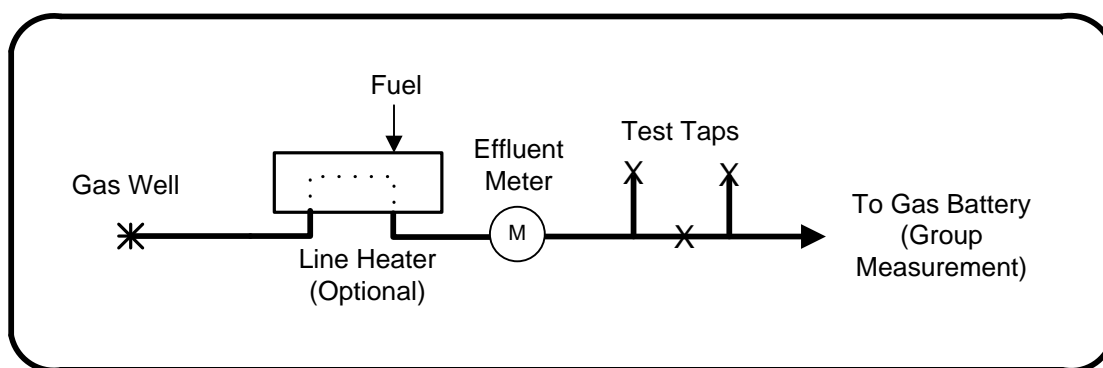 Fuel
Gas Well
Effluent
Meter
M
Test Taps
Line Heater
(Optional)
To Gas Battery
(Group
Measurement)